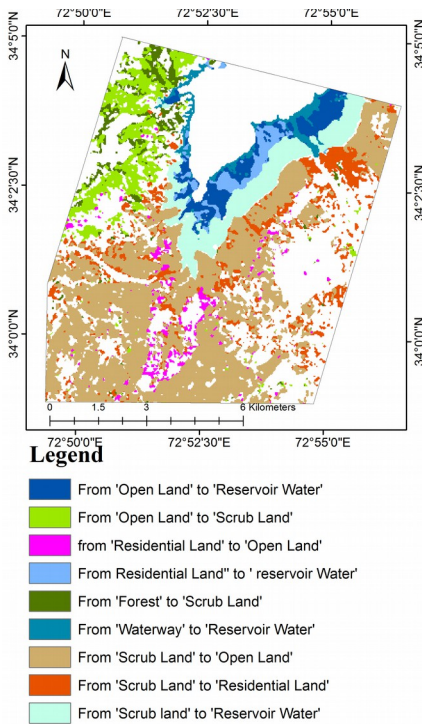 72°50'0"E 72°52'30"E 72°55'0"E
34°5'0"N 34°5'0"N
N
34°2'30"N 34°2'30"N
34°0'0"N 34°0'0"N
0 1.5 3 6 Kilometers
72°50'0"E 72°52'30"E 72°55'0"E
Legend
From 'Open Land' to 'Reservoir Water'
From 'Open Land' to 'Scrub Land'
from 'Residential Land' to 'Open Land'
From Residential Land" to ' reservoir Water'
From 'Forest' to 'Scrub Land'
From 'Waterway' to 'Reservoir Water'
From 'Scrub Land' to 'Open Land'
From 'Scrub Land' to 'Residential Land'
From 'Scrub land' to 'Reservoir Water'